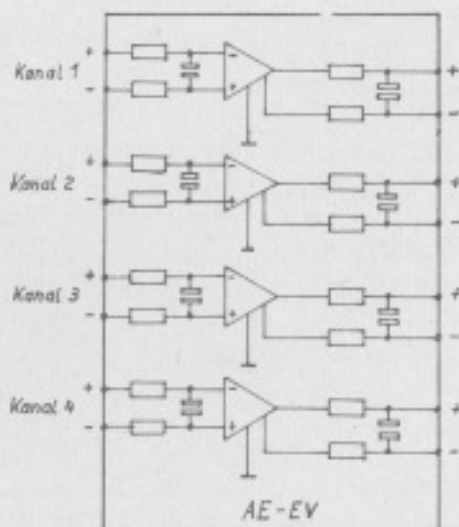 + - +
Kanal 1
- + -
+ - +
Kanal 2
- + -
+ - +
Kanal 3
- + -
+ - +
Kanal 4
- + -
AE-EV